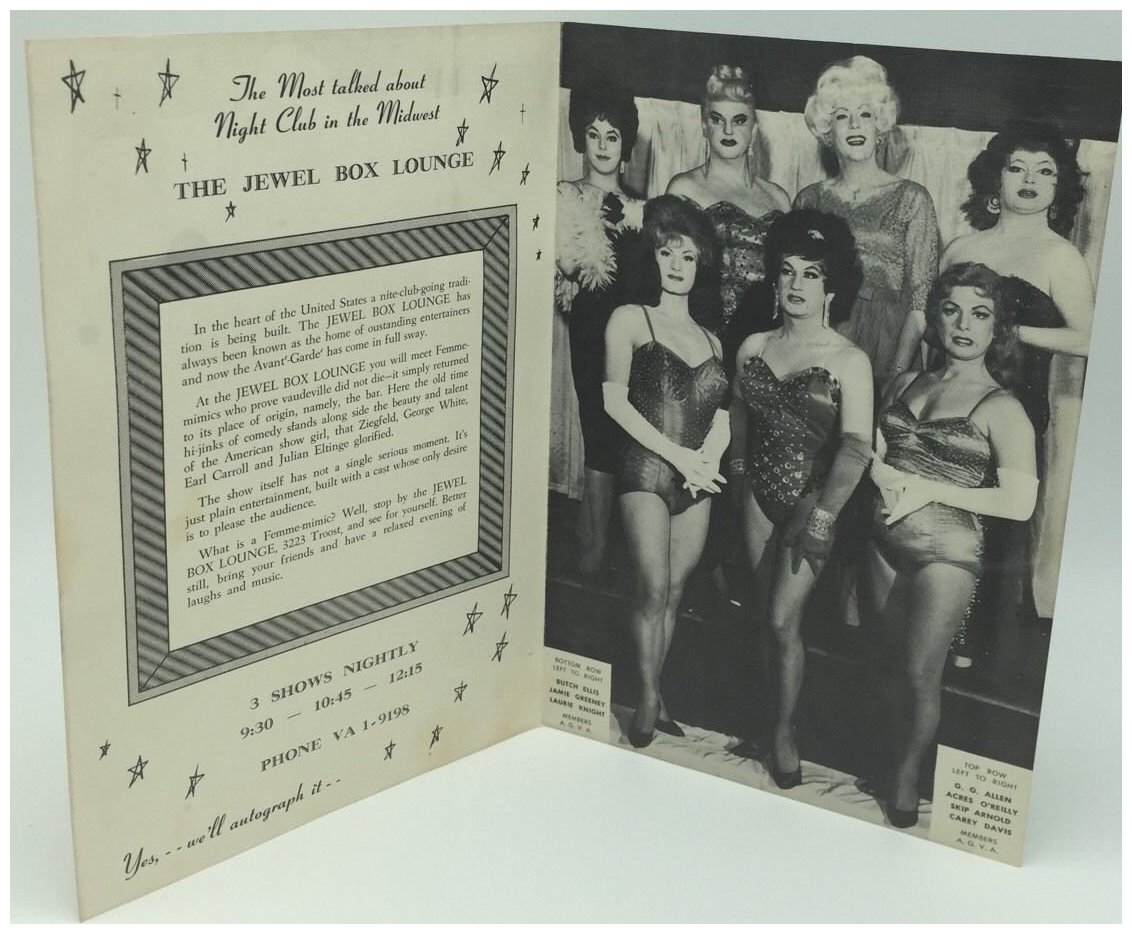 The Most talked about
Night Club in the Midwest
THE JEWEL BOX LOUNGE
In the heart of the United States a nite-club-going tradi-
tion is being built. The JEWEL BOX LOUNGE has
always been known as the home of oustanding entertainers
and now the Avant'-Garde' has come in full sway.
At the JEWEL BOX LOUNGE you will meet Femme-
mimics who prove vaudeville did not die—it simply returned
to its place of origin, namely, the bar. Here the old time
hi-jinks of comedy stands along side the beauty and talent
of the American show girl, that Ziegfeld, George White,
Earl Carroll and Julian Eltinge glorified.
The show itself has not a single serious moment. It's
just plain entertainment, built with a cast whose only desire
is to please the audience.
What is a Femme-mimic? Well, stop by the JEWEL
BOX LOUNGE, 3223 Troost, and see for yourself. Better
still, bring your friends and have a relaxed evening of
laughs and music.
3 SHOWS NIGHTLY
9:30 — 10:45 — 12:15
PHONE VA 1-9198
Yes, - - we'll autograph it - -
BOTTOM ROW
LEFT TO RIGHT
BUTCH ELLIS
JAMIE GREENEY
LAURIE KNIGHT
MEMBERS
A.G.V.A.
TOP ROW
LEFT TO RIGHT
G. G. ALLEN
ACRES O'REILLY
SKIP ARNOLD
CAREY DAVIS
MEMBERS
A.G.V.A.